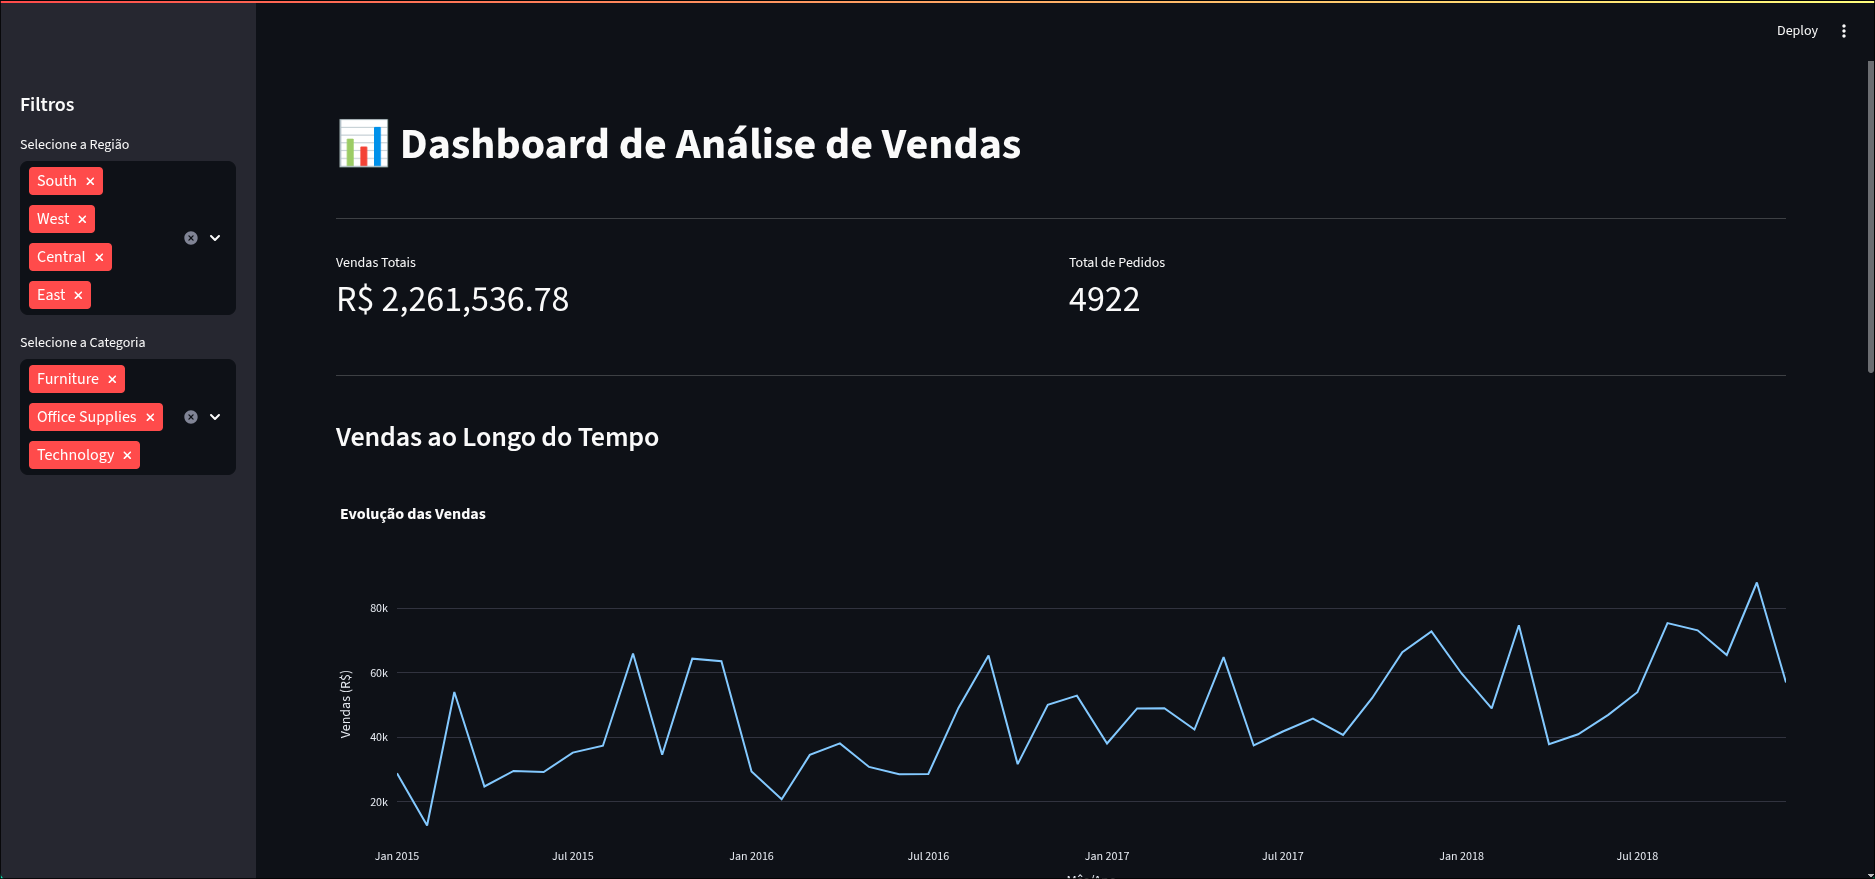 Deploy
Filtros
Selecione a Região
South
West
Central
East
Selecione a Categoria
Furniture
Office Supplies
Technology
Dashboard de Análise de Vendas
Vendas Totais
R$ 2,261,536.78
Total de Pedidos
4922
Vendas ao Longo do Tempo
Evolução das Vendas
Vendas (R$)
80k
60k
40k
20k
Jan 2015
Jul 2015
Jan 2016
Jul 2016
Jan 2017
Jul 2017
Jan 2018
Jul 2018